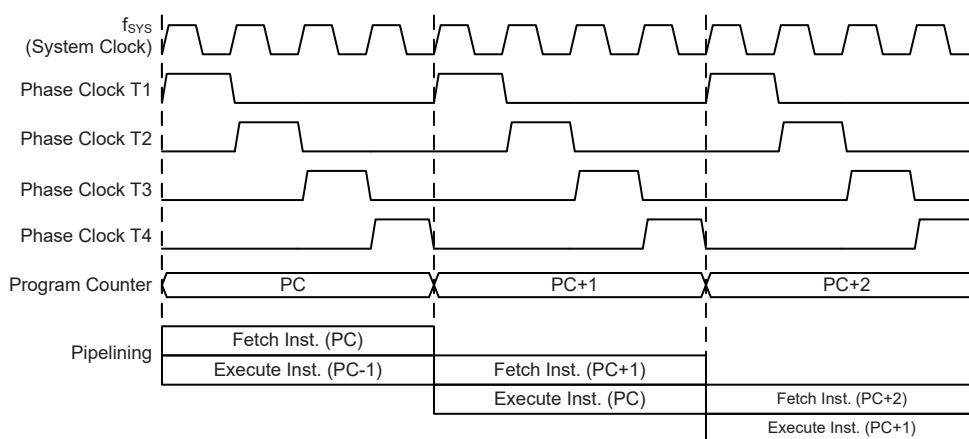 fSYS
(System Clock)
Phase Clock T1
Phase Clock T2
Phase Clock T3
Phase Clock T4
Program Counter PC PC+1 PC+2
Pipelining
Fetch Inst. (PC)
Execute Inst. (PC-1) Fetch Inst. (PC+1)
Execute Inst. (PC) Fetch Inst. (PC+2)
Execute Inst. (PC+1)